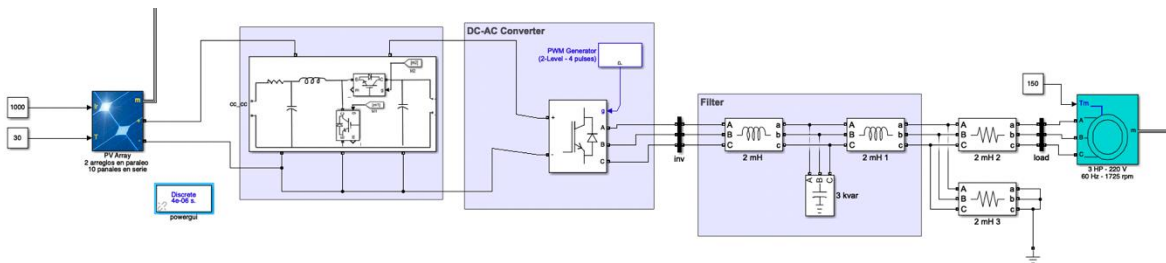 DC-AC Converter
PWM Generator
(2-Level - 4 pulses)
P
g
cc_cc
1000
30
T
m
PV Array
2 arreglos en paraleo
10 panales en serie
Discrete
4e-06 s.
powergui
+
-
A
B
C
inv
Filter
A a
B b
C c
2 mH
A a
B b
C c
2 mH 1
A B C
3 kvar
A a
B b
C c
2 mH 2
A a
B b
C c
2 mH 3
load
150
Tm
A
B
C
m
3 HP - 220 V
60 Hz - 1725 rpm